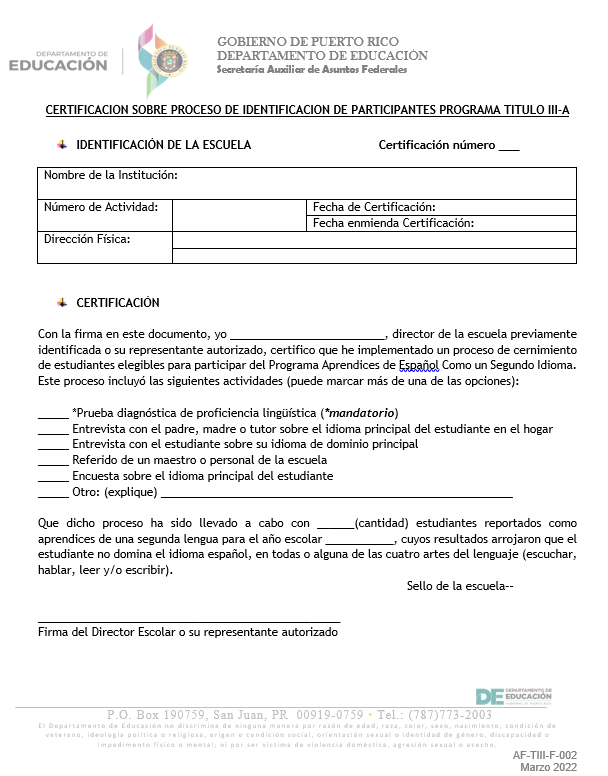 DEPARTAMENTO DE
EDUCACIÓN
GOBIERNO DE PUERTO RICO
DEPARTAMENTO DE EDUCACIÓN
Secretaría Auxiliar de Asuntos Federales
CERTIFICACION SOBRE PROCESO DE IDENTIFICACION DE PARTICIPANTES PROGRAMA TITULO III-A
IDENTIFICACIÓN DE LA ESCUELA Certificación número ___
Nombre de la Institución:
Número de Actividad: Fecha de Certificación:
Fecha enmienda Certificación:
Dirección Física:
CERTIFICACIÓN
Con la firma en este documento, yo ________________________, director de la escuela previamente
identificada o su representante autorizado, certifico que he implementado un proceso de cernimiento
de estudiantes elegibles para participar del Programa Aprendices de Español Como un Segundo Idioma.
Este proceso incluyó las siguientes actividades (puede marcar más de una de las opciones):
_____ *Prueba diagnóstica de proficiencia lingüística (*mandatorio)
_____ Entrevista con el padre, madre o tutor sobre el idioma principal del estudiante en el hogar
_____ Entrevista con el estudiante sobre su idioma de dominio principal
_____ Referido de un maestro o personal de la escuela
_____ Encuesta sobre el idioma principal del estudiante
_____ Otro: (explique) ______________________________________________________
Que dicho proceso ha sido llevado a cabo con ______(cantidad) estudiantes reportados como
aprendices de una segunda lengua para el año escolar ___________, cuyos resultados arrojaron que el
estudiante no domina el idioma español, en todas o alguna de las cuatro artes del lenguaje (escuchar,
hablar, leer y/o escribir).
Sello de la escuela--
_______________________________________________
Firma del Director Escolar o su representante autorizado
DE DEPARTAMENTO DE
EDUCACIÓN
GOBIERNO DE PUERTO RICO
P.O. Box 190759, San Juan, PR 00919-0759 • Tel.: (787)773-2003
El Departamento de Educación no discrimina de ninguna manera por razón de edad, raza, color, sexo, nacimiento, condición de
veterano, ideología política o religiosa, origen o condición social, orientación sexual o identidad de género, discapacidad o
impedimento físico o mental; ni por ser víctima de violencia doméstica, agresión sexual o acecho.
AF-TIII-F-002
Marzo 2022